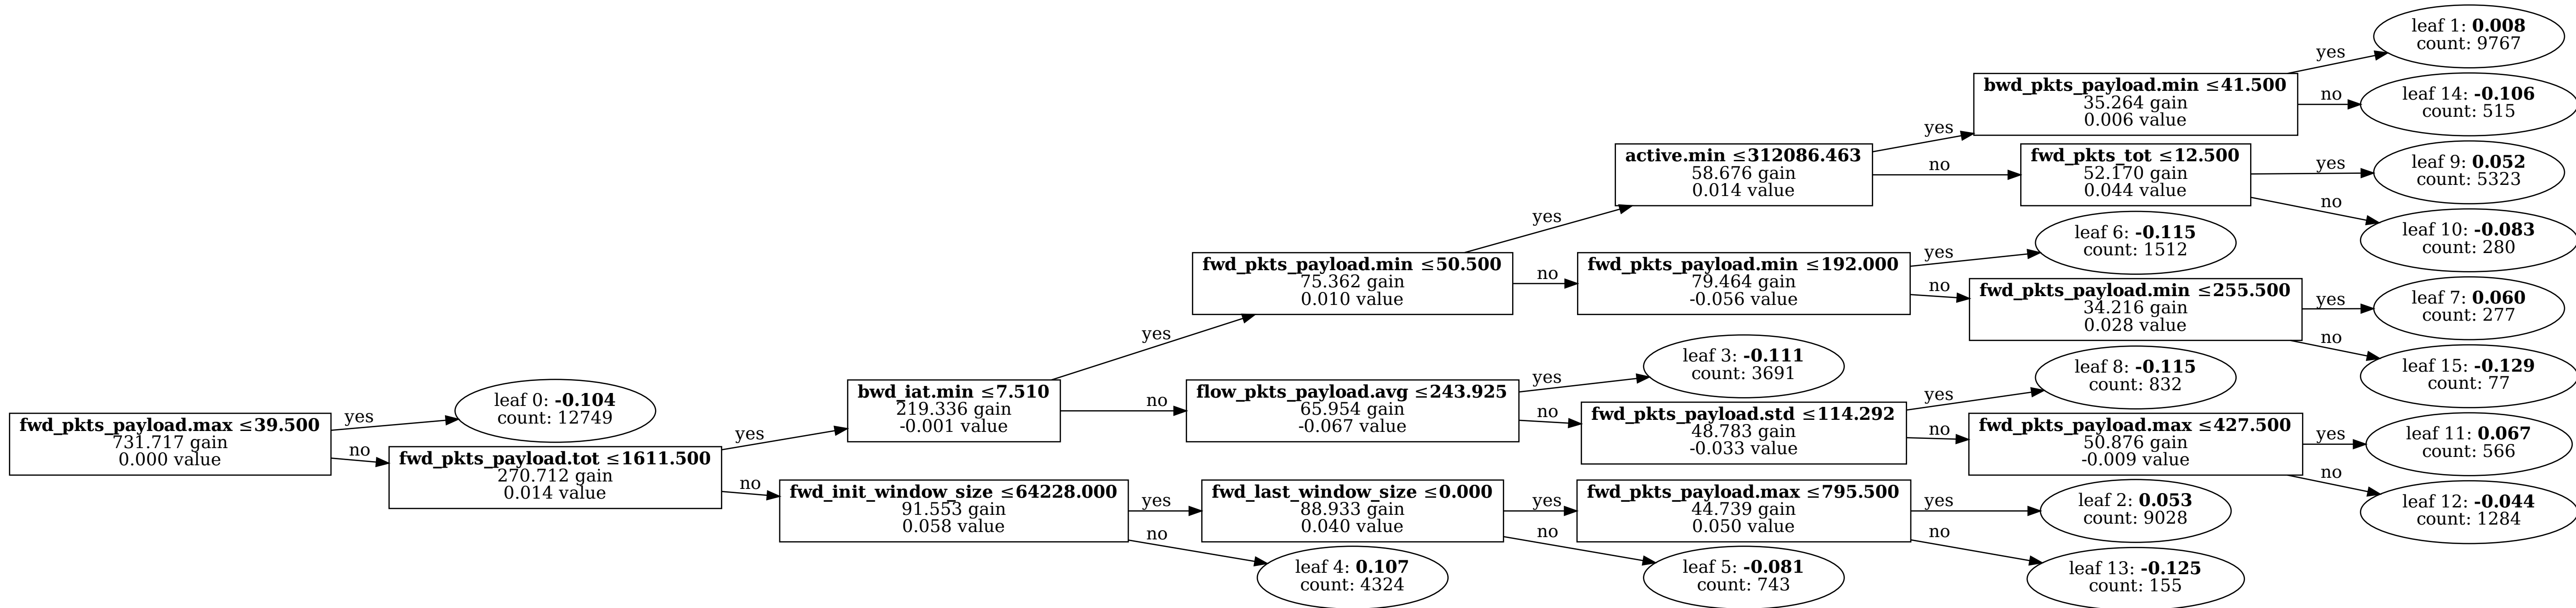 fwd_pkts_payload.max ≤39.500
731.717 gain
0.000 value
yes
no
leaf 0: -0.104
count: 12749
fwd_pkts_payload.tot ≤1611.500
270.712 gain
0.014 value
yes
no
bwd_iat.min ≤7.510
219.336 gain
-0.001 value
yes
no
fwd_init_window_size ≤64228.000
91.553 gain
0.058 value
yes
no
fwd_pkts_payload.min ≤50.500
75.362 gain
0.010 value
yes
no
flow_pkts_payload.avg ≤243.925
65.954 gain
-0.067 value
yes
no
fwd_last_window_size ≤0.000
88.933 gain
0.040 value
yes
no
leaf 4: 0.107
count: 4324
active.min ≤312086.463
58.676 gain
0.014 value
yes
no
fwd_pkts_payload.min ≤192.000
79.464 gain
-0.056 value
yes
no
leaf 3: -0.111
count: 3691
fwd_pkts_payload.std ≤114.292
48.783 gain
-0.033 value
yes
no
fwd_pkts_payload.max ≤795.500
44.739 gain
0.050 value
yes
no
leaf 5: -0.081
count: 743
bwd_pkts_payload.min ≤41.500
35.264 gain
0.006 value
yes
no
fwd_pkts_tot ≤12.500
52.170 gain
0.044 value
yes
no
leaf 6: -0.115
count: 1512
fwd_pkts_payload.min ≤255.500
34.216 gain
0.028 value
yes
no
leaf 8: -0.115
count: 832
fwd_pkts_payload.max ≤427.500
50.876 gain
-0.009 value
yes
no
leaf 2: 0.053
count: 9028
leaf 13: -0.125
count: 155
leaf 1: 0.008
count: 9767
leaf 14: -0.106
count: 515
leaf 9: 0.052
count: 5323
leaf 10: -0.083
count: 280
leaf 7: 0.060
count: 277
leaf 15: -0.129
count: 77
leaf 11: 0.067
count: 566
leaf 12: -0.044
count: 1284